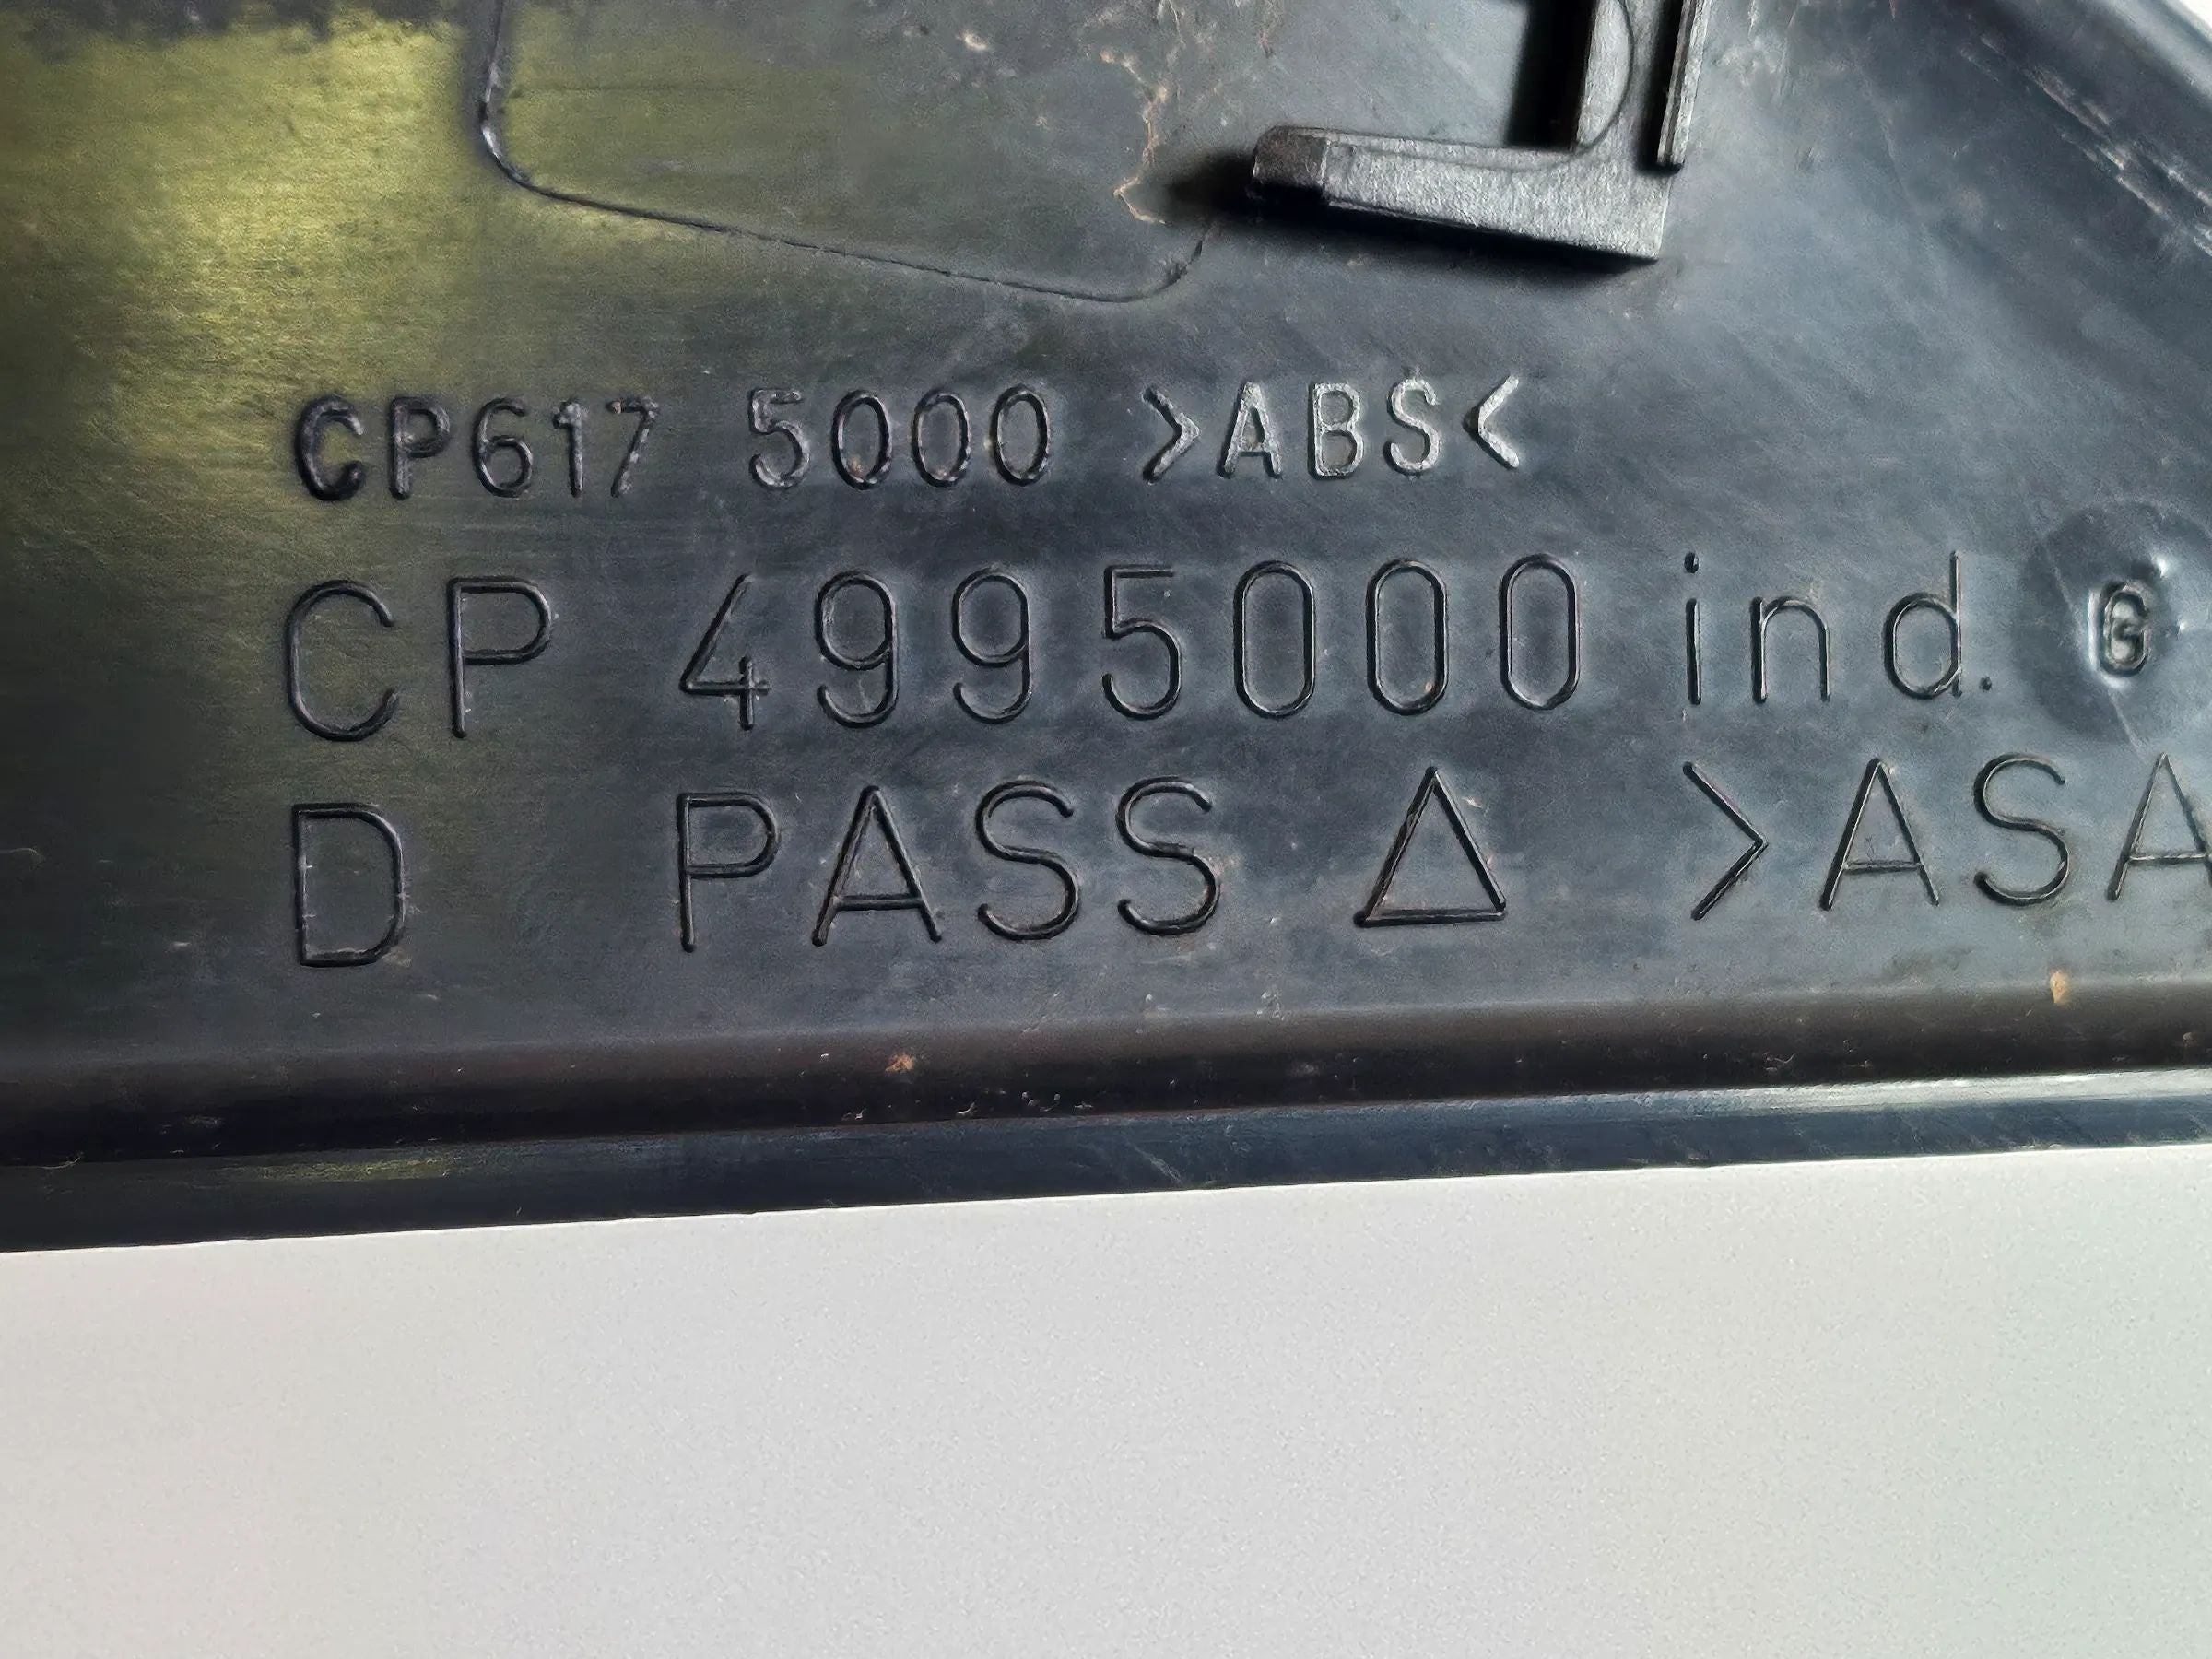 CP617 5000 >ABS<
CP 4995000 ind. G
D PASS △ >ASA